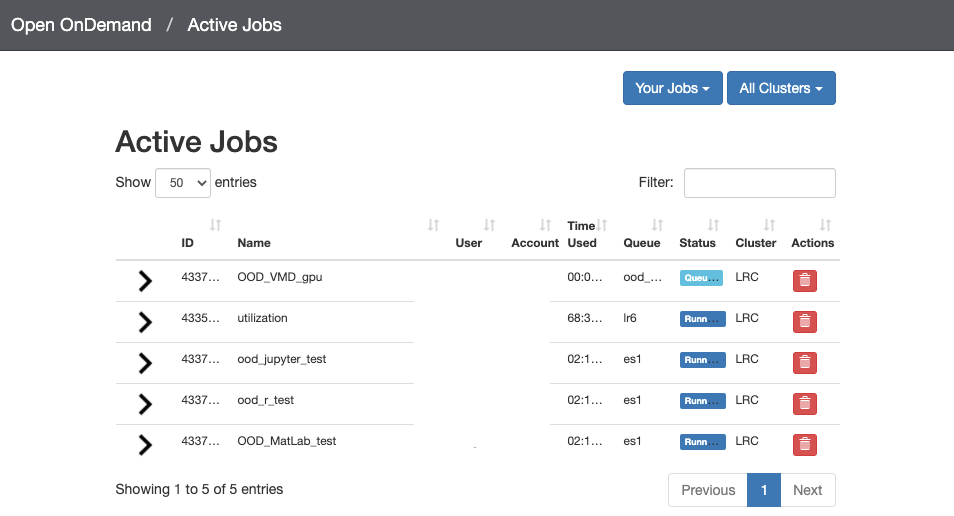 Open OnDemand / Active Jobs
Your Jobs All Clusters
Active Jobs
Show 50 entries Filter:
ID Name User Account Time Used Queue Status Cluster Actions
4337... OOD_VMD_gpu 00:0... ood_... Queu... LRC
4335... utilization 68:3... lr6 Runn... LRC
4337... ood_jupyter_test 02:1... es1 Runn... LRC
4337... ood_r_test 02:1... es1 Runn... LRC
4337... OOD_MatLab_test 02:1... es1 Runn... LRC
Showing 1 to 5 of 5 entries Previous 1 Next